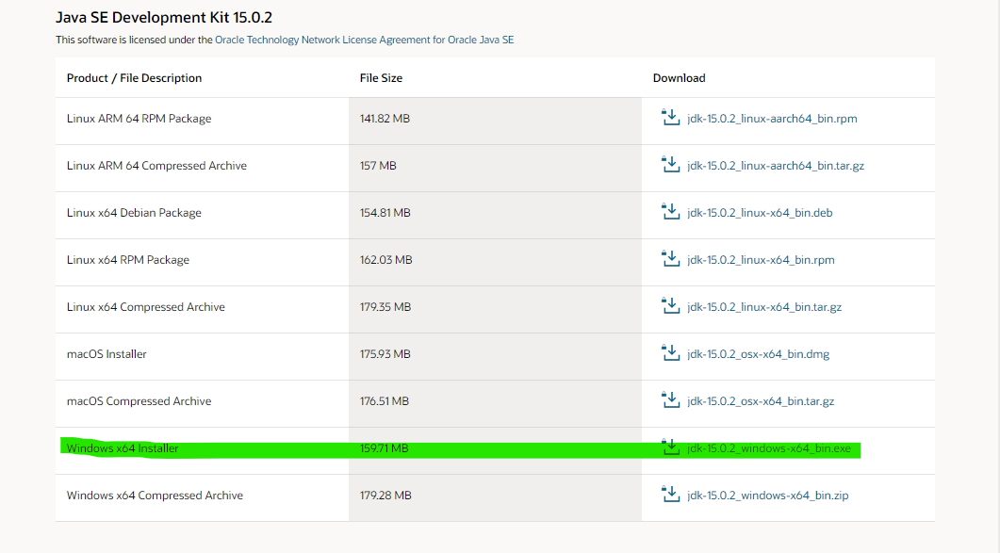 Java SE Development Kit 15.0.2
This software is licensed under the Oracle Technology Network License Agreement for Oracle Java SE
Product / File Description File Size Download
Linux ARM 64 RPM Package 141.82 MB jdk-15.0.2_linux-aarch64_bin.rpm
Linux ARM 64 Compressed Archive 157 MB jdk-15.0.2_linux-aarch64_bin.tar.gz
Linux x64 Debian Package 154.81 MB jdk-15.0.2_linux-x64_bin.deb
Linux x64 RPM Package 162.03 MB jdk-15.0.2_linux-x64_bin.rpm
Linux x64 Compressed Archive 179.35 MB jdk-15.0.2_linux-x64_bin.tar.gz
macOS Installer 175.93 MB jdk-15.0.2_osx-x64_bin.dmg
macOS Compressed Archive 176.51 MB jdk-15.0.2_osx-x64_bin.tar.gz
Windows x64 Installer 159.71 MB jdk-15.0.2_windows-x64_bin.exe
Windows x64 Compressed Archive 179.28 MB jdk-15.0.2_windows-x64_bin.zip